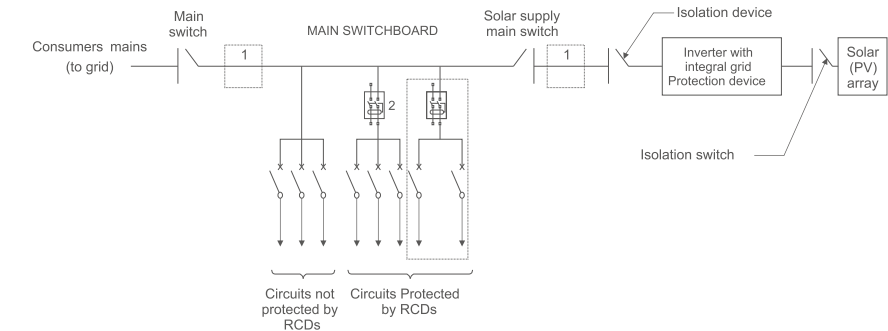 Main
switch
Consumers mains
(to grid)
1
MAIN SWITCHBOARD
Solar supply
main switch
1
Isolation device
Inverter with
integral grid
Protection device
Solar
(PV)
array
2
Isolation switch
Circuits not
protected by
RCDs
Circuits Protected
by RCDs